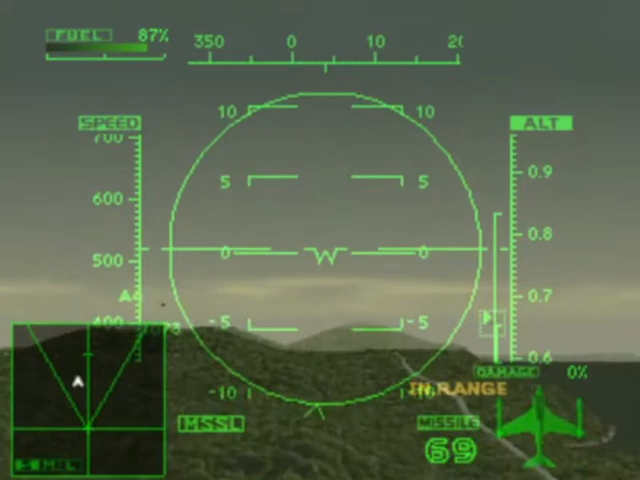 FUEL 87%
350 0 10 20
SPEED
ALT
700
600
500
400
10 10
5 5
0 0
-5 -5
-10
0.9
0.8
0.7
0.6
DAMAGE 0%
IN RANGE
MSSL
MISSILE
69